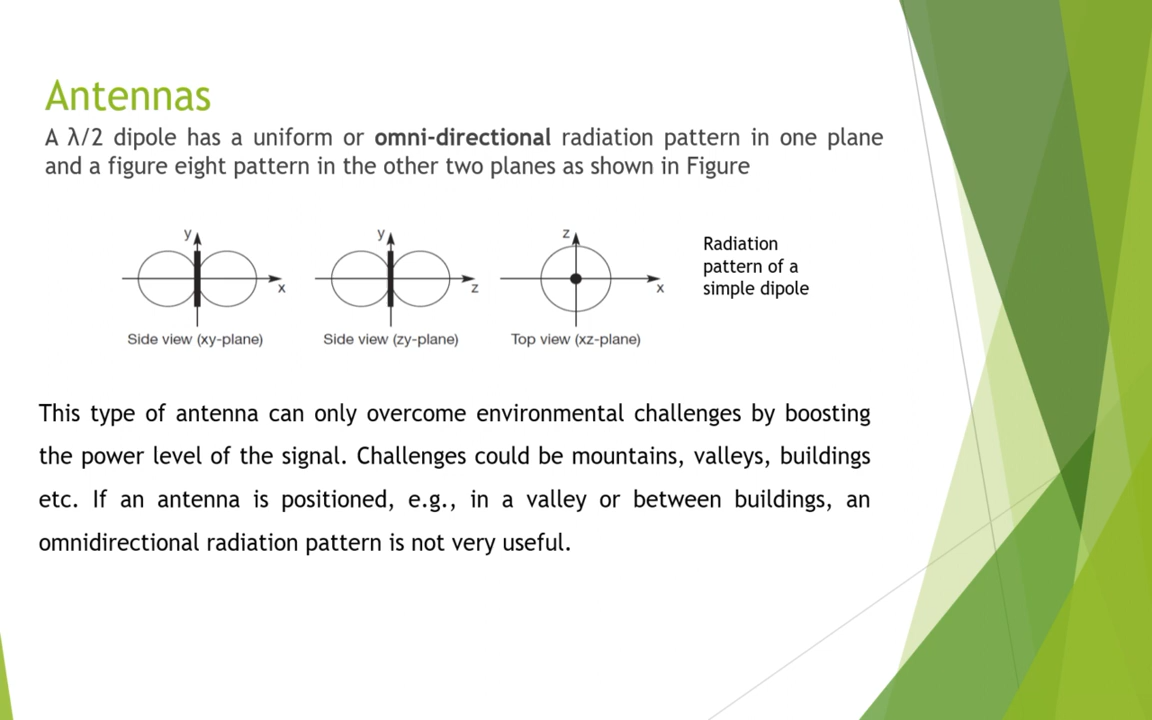 Antennas
A λ/2 dipole has a uniform or omni-directional radiation pattern in one plane
and a figure eight pattern in the other two planes as shown in Figure
y
x
Side view (xy-plane)
y
z
Side view (zy-plane)
z
x
Top view (xz-plane)
Radiation
pattern of a
simple dipole
This type of antenna can only overcome environmental challenges by boosting
the power level of the signal. Challenges could be mountains, valleys, buildings
etc. If an antenna is positioned, e.g., in a valley or between buildings, an
omnidirectional radiation pattern is not very useful.